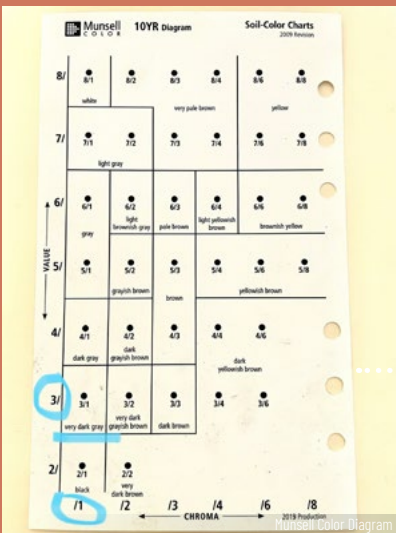 Munsell
COLOR
10YR Diagram
Soil-Color Charts
2009 Revision
8/
8/1 8/2 8/3 8/4 8/6 8/8
white
very pale brown
yellow
7/
7/1 7/2 7/3 7/4 7/6 7/8
light gray
6/
6/1 6/2 6/3 6/4 6/6 6/8
gray
light
brownish gray
pale brown
light yellowish
brown
brownish yellow
VALUE
5/
5/1 5/2 5/3 5/4 5/6 5/8
grayish brown
brown
yellowish brown
4/
4/1 4/2 4/3 4/4 4/6
dark gray
dark
grayish brown
dark
yellowish brown
3/
3/1 3/2 3/3 3/4 3/6
very dark gray
very dark
grayish brown
dark brown
2/
2/1 2/2
black
very
dark brown
/1 /2 /3 /4 /6 /8
CHROMA
2019 Production
Munsell Color Diagram